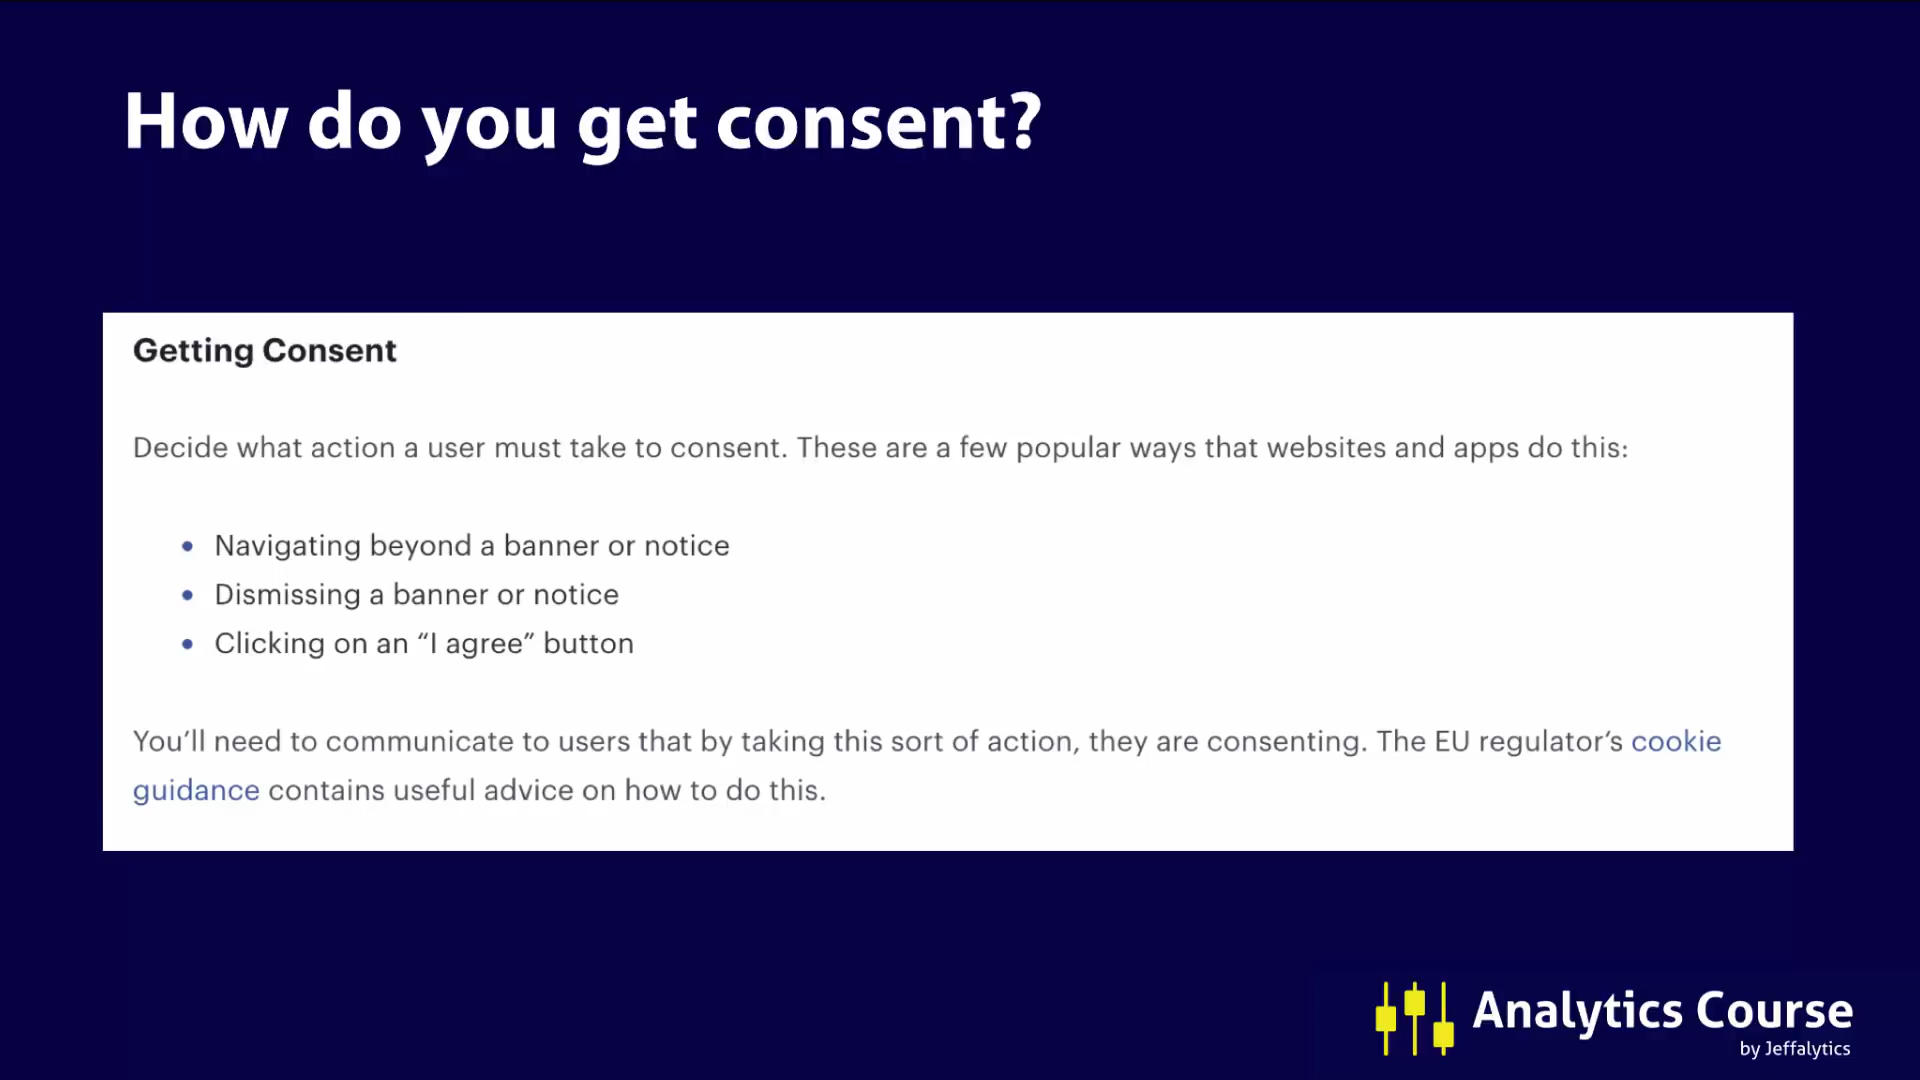 How do you get consent?
Getting Consent
Decide what action a user must take to consent. These are a few popular ways that websites and apps do this:
• Navigating beyond a banner or notice
• Dismissing a banner or notice
• Clicking on an “I agree” button
You’ll need to communicate to users that by taking this sort of action, they are consenting. The EU regulator’s cookie
guidance contains useful advice on how to do this.
Analytics Course
by Jeffalytics